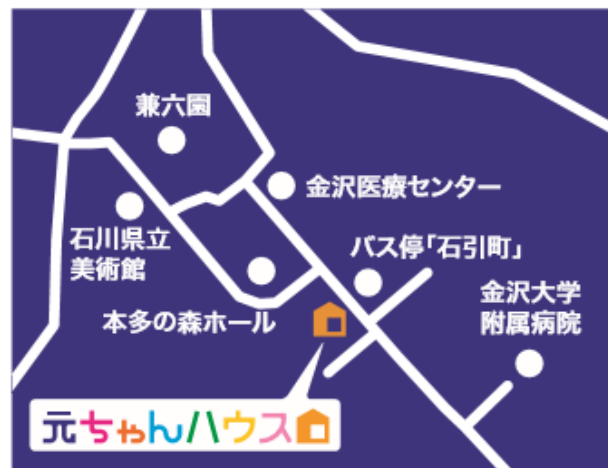 兼六園
金沢医療センター
石川県立
美術館
バス停「石引町」
本多の森ホール
金沢大学
附属病院
元ちゃんハウス